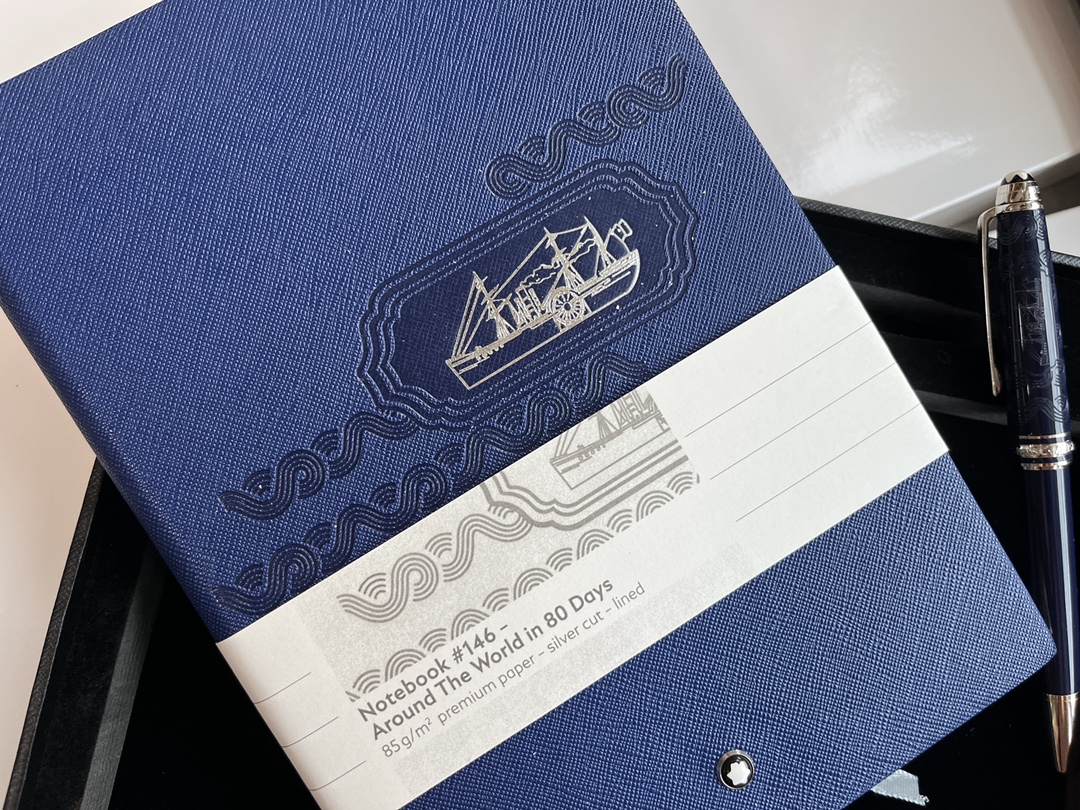 Notebook #146 –
Around The World in 80 Days
85 g/m² premium paper – silver cut – lined